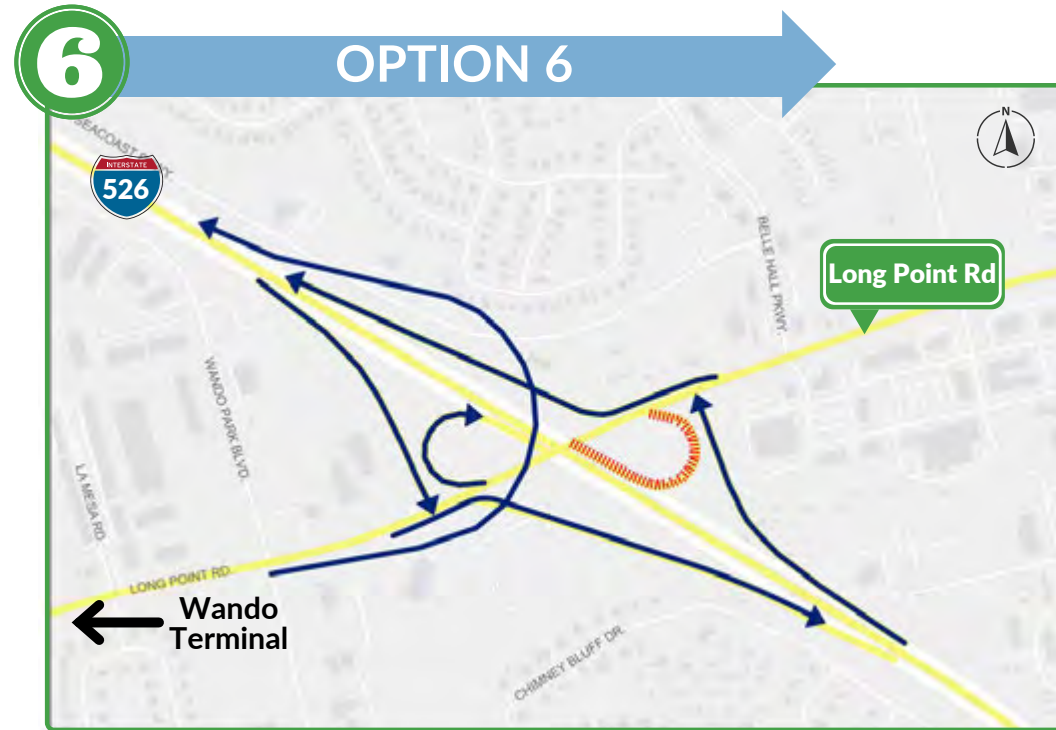 6
OPTION 6
N
SEACOAST
INTERSTATE
526
BELLE HALL PKWY.
Long Point Rd
WANDO PARK BLVD.
LA MESA RD
LONG POINT RD.
Wando
Terminal
CHIMNEY BLUFF DR.